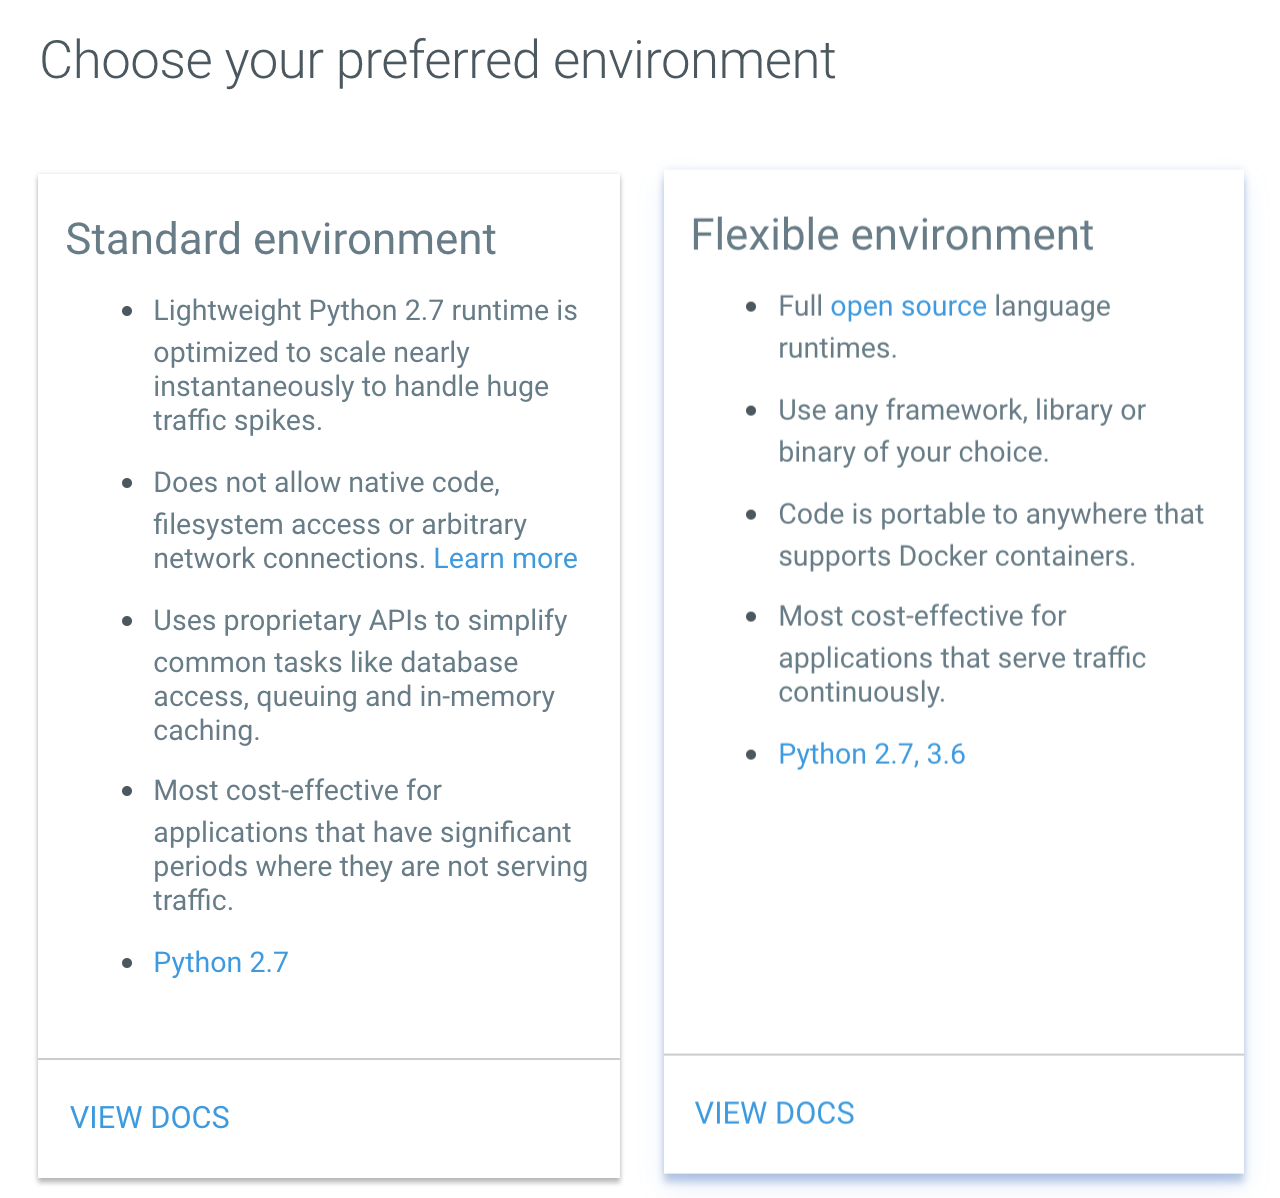 Choose your preferred environment
Standard environment
Lightweight Python 2.7 runtime is
optimized to scale nearly
instantaneously to handle huge
traffic spikes.
Does not allow native code,
filesystem access or arbitrary
network connections. Learn more
Uses proprietary APIs to simplify
common tasks like database
access, queuing and in-memory
caching.
Most cost-effective for
applications that have significant
periods where they are not serving
traffic.
Python 2.7
VIEW DOCS
Flexible environment
Full open source language
runtimes.
Use any framework, library or
binary of your choice.
Code is portable to anywhere that
supports Docker containers.
Most cost-effective for
applications that serve traffic
continuously.
Python 2.7, 3.6
VIEW DOCS